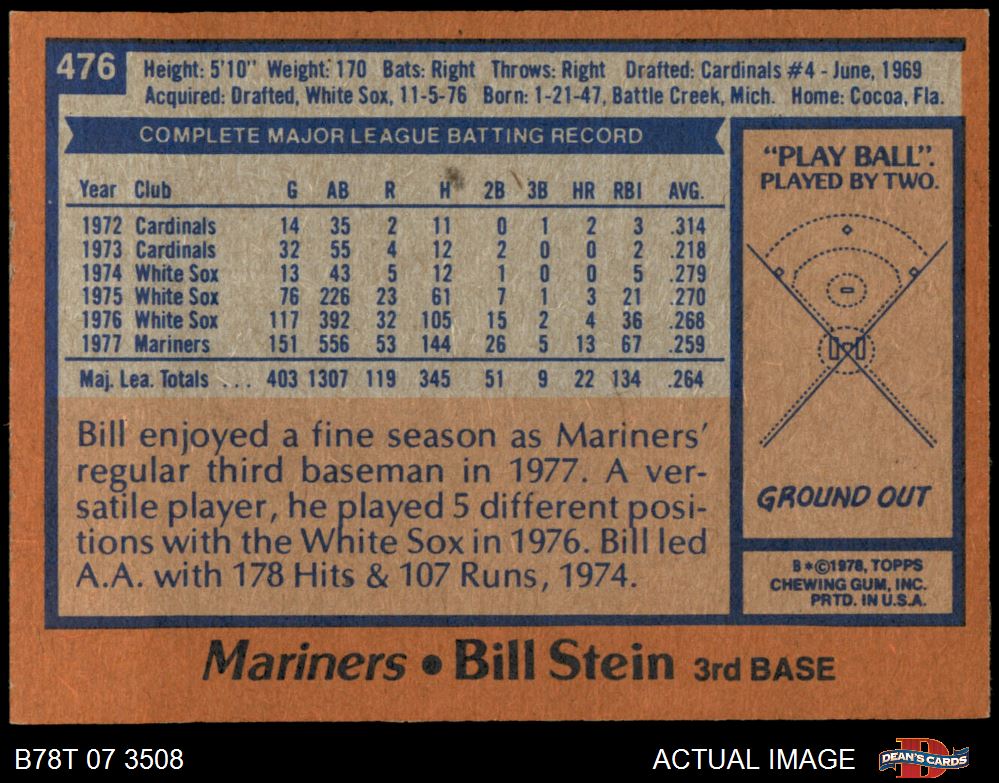 476
Height: 5'10" Weight: 170 Bats: Right Throws: Right Drafted: Cardinals #4 - June, 1969
Acquired: Drafted, White Sox, 11-5-76 Born: 1-21-47, Battle Creek, Mich. Home: Cocoa, Fla.
COMPLETE MAJOR LEAGUE BATTING RECORD
Year Club G AB R H 2B 3B HR RBI AVG.
1972 Cardinals 14 35 2 11 0 1 2 3 .314
1973 Cardinals 32 55 4 12 2 0 0 2 .218
1974 White Sox 13 43 5 12 1 0 0 5 .279
1975 White Sox 76 226 23 61 7 1 3 21 .270
1976 White Sox 117 392 32 105 15 2 4 36 .268
1977 Mariners 151 556 53 144 26 5 13 67 .259
Maj. Lea. Totals ... 403 1307 119 345 51 9 22 134 .264
Bill enjoyed a fine season as Mariners'
regular third baseman in 1977. A ver-
satile player, he played 5 different posi-
tions with the White Sox in 1976. Bill led
A.A. with 178 Hits & 107 Runs, 1974.
"PLAY BALL".
PLAYED BY TWO.
GROUND OUT
B*©1978, TOPPS
CHEWING GUM, INC.
PRTD. IN U.S.A.
Mariners • Bill Stein 3rd BASE
B78T 07 3508
ACTUAL IMAGE
DEAN'S CARDS